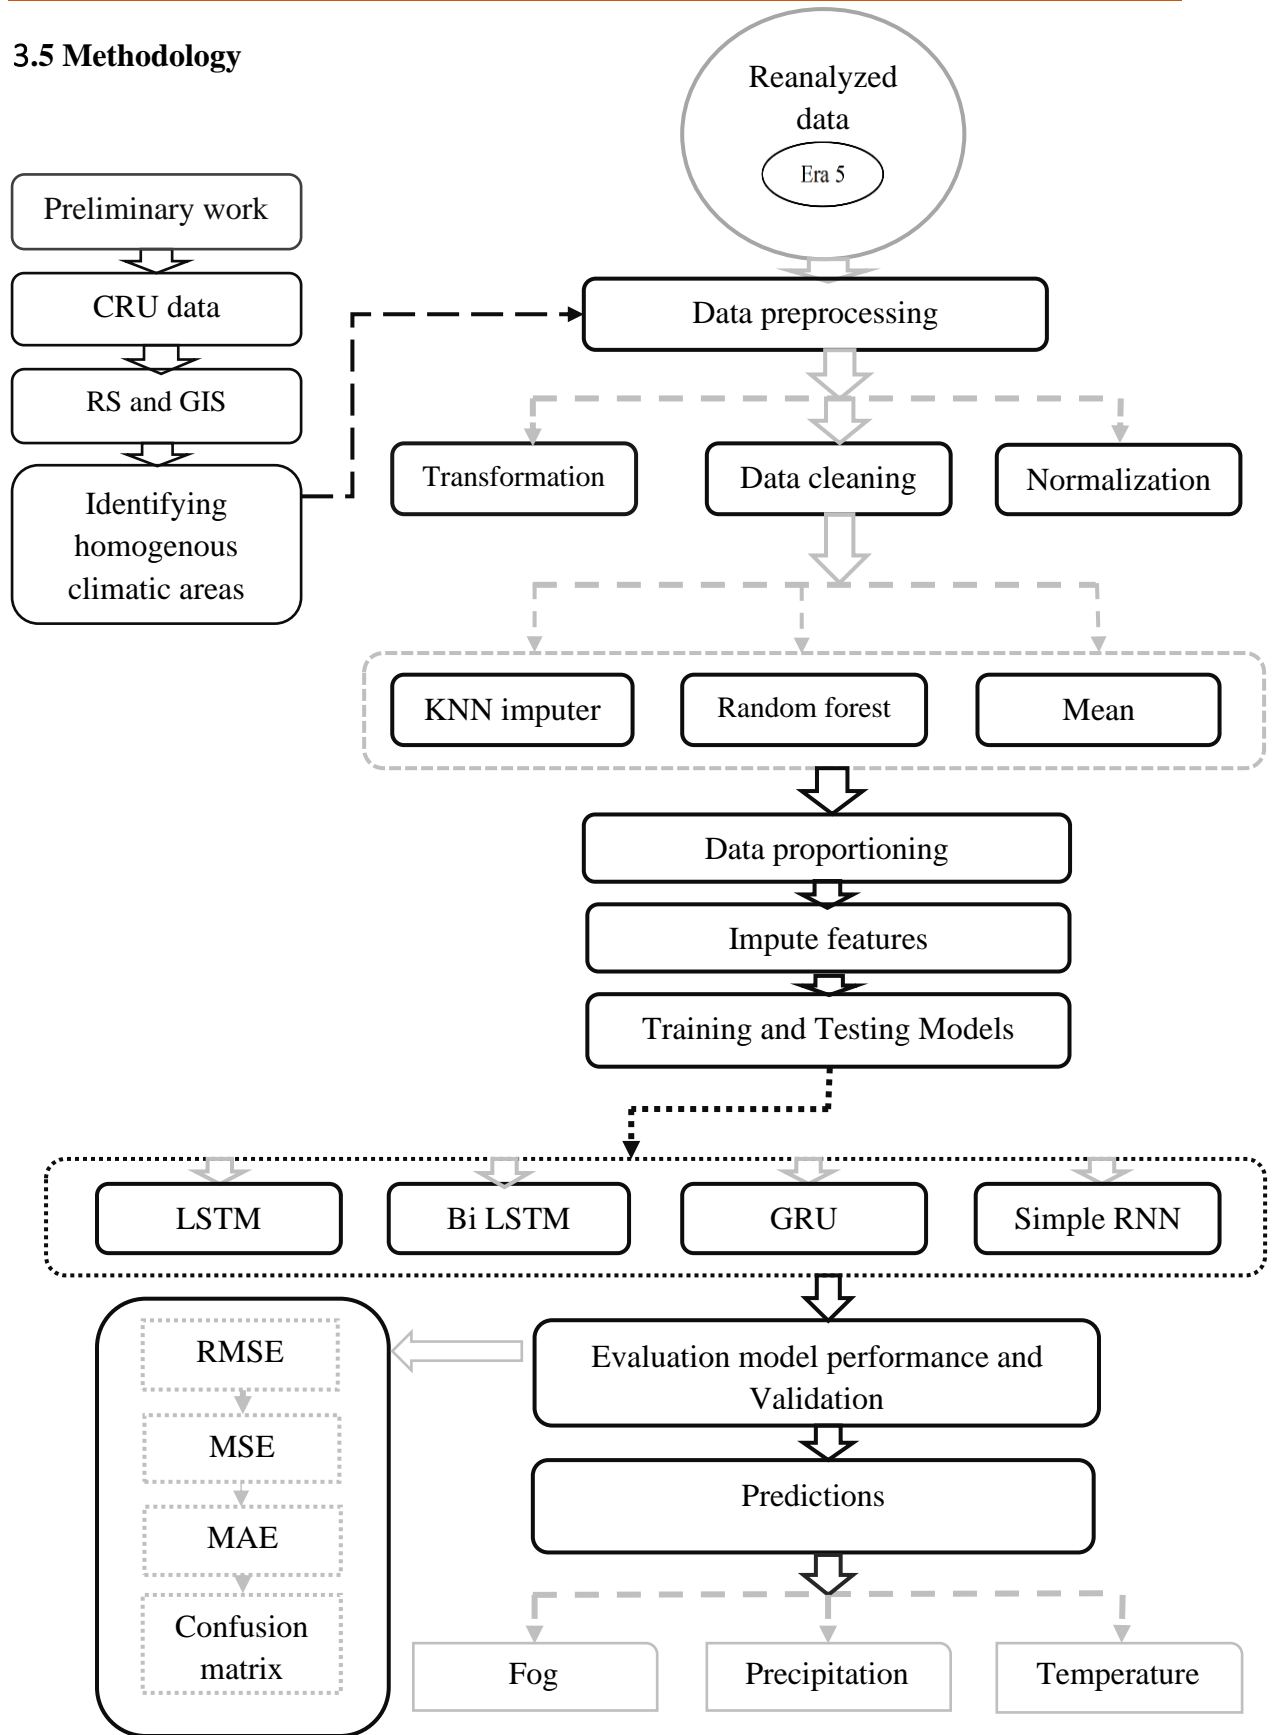 3.5 Methodology
Reanalyzed
data
Era 5
Preliminary work
CRU data
RS and GIS
Identifying
homogenous
climatic areas
Data preprocessing
Transformation
Data cleaning
Normalization
KNN imputer
Random forest
Mean
Data proportioning
Impute features
Training and Testing Models
LSTM
Bi LSTM
GRU
Simple RNN
Evaluation model performance and
Validation
RMSE
MSE
MAE
Confusion
matrix
Predictions
Fog
Precipitation
Temperature